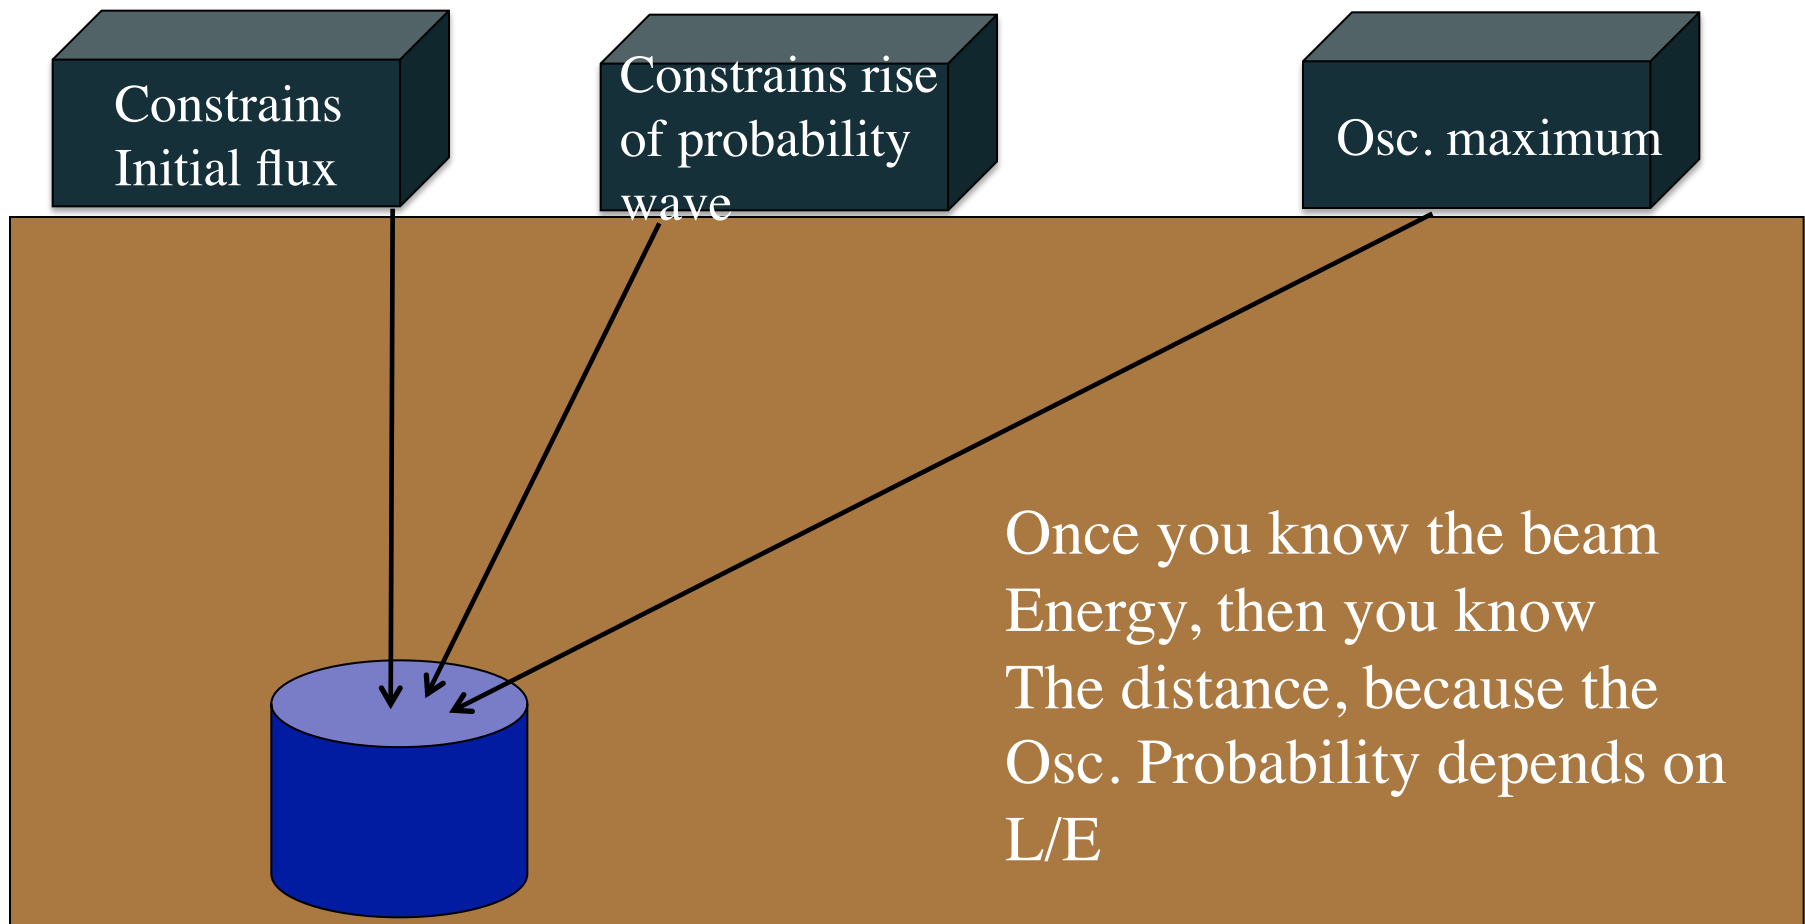 Constrains
Initial flux
Constrains rise
of probability
wave
Osc. maximum
Once you know the beam
Energy, then you know
The distance, because the
Osc. Probability depends on
L/E